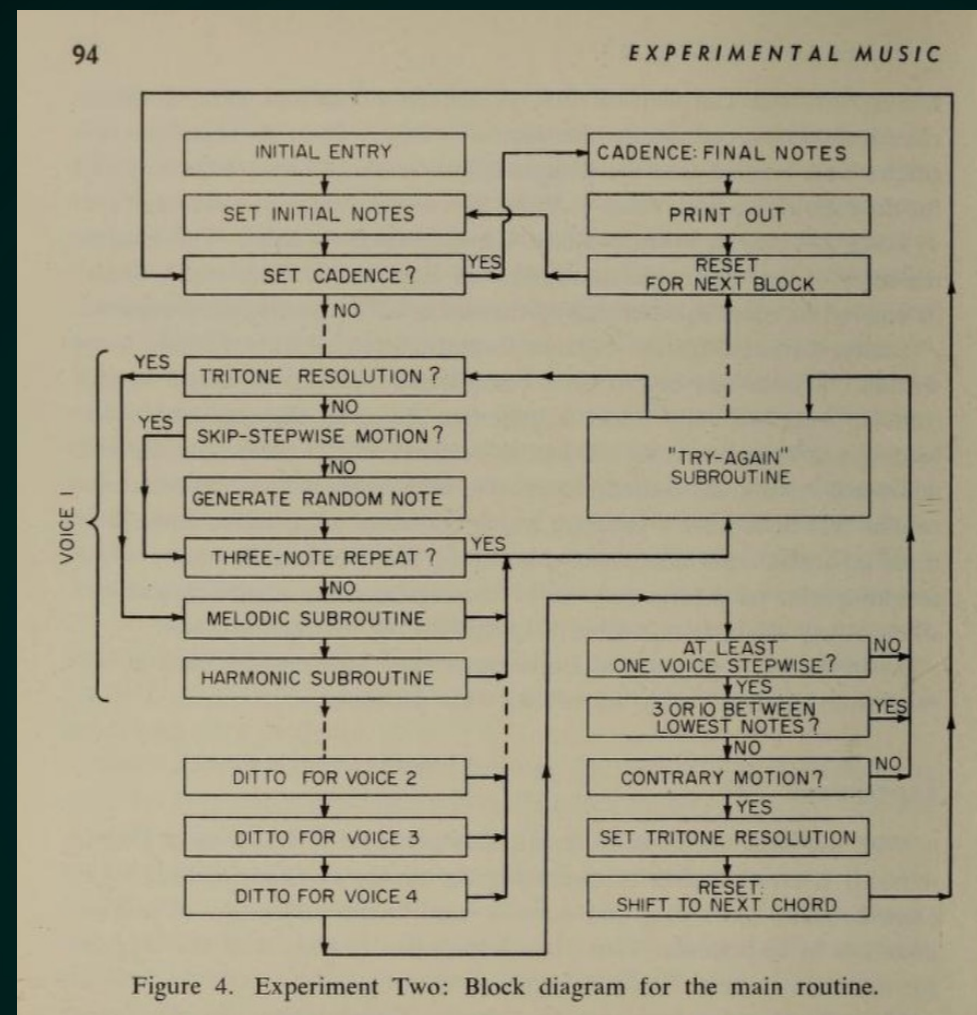 94
EXPERIMENTAL MUSIC
INITIAL ENTRY
SET INITIAL NOTES
SET CADENCE?
YES
NO
CADENCE: FINAL NOTES
PRINT OUT
RESET
FOR NEXT BLOCK
VOICE I
YES
TRITONE RESOLUTION?
NO
YES
SKIP-STEPWISE MOTION?
NO
GENERATE RANDOM NOTE
THREE-NOTE REPEAT?
YES
NO
MELODIC SUBROUTINE
HARMONIC SUBROUTINE
DITTO FOR VOICE 2
DITTO FOR VOICE 3
DITTO FOR VOICE 4
"TRY-AGAIN"
SUBROUTINE
AT LEAST
ONE VOICE STEPWISE?
NO
YES
3 OR 10 BETWEEN
LOWEST NOTES?
YES
NO
CONTRARY MOTION?
NO
YES
SET TRITONE RESOLUTION
RESET:
SHIFT TO NEXT CHORD
Figure 4. Experiment Two: Block diagram for the main routine.